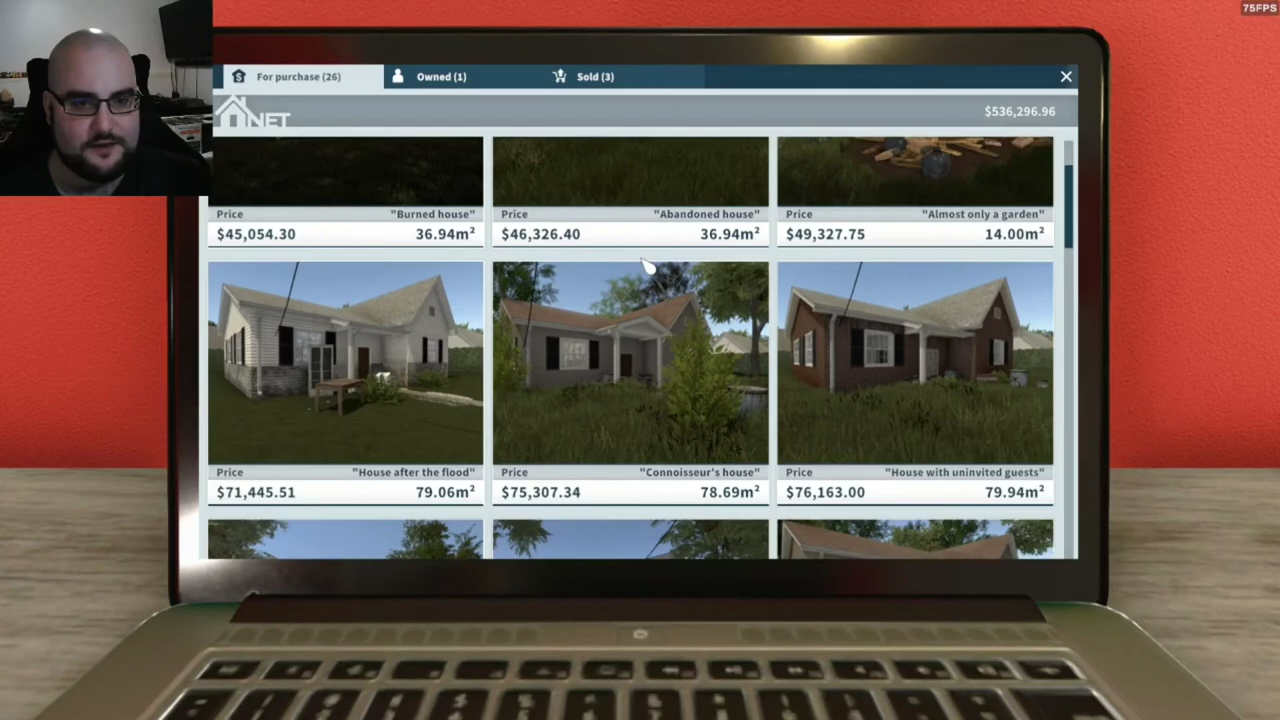 75FPS
For purchase (26)
Owned (1)
Sold (3)
NET
$536,296.96
Price "Burned house"
$45,054.30 36.94m²
Price "Abandoned house"
$46,326.40 36.94m²
Price "Almost only a garden"
$49,327.75 14.00m²
Price "House after the flood"
$71,445.51 79.06m²
Price "Connoisseur's house"
$75,307.34 78.69m²
Price "House with uninvited guests"
$76,163.00 79.94m²